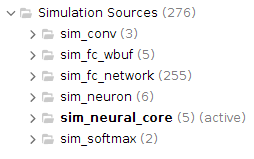 Simulation Sources (276)
sim_conv (3)
sim_fc_wbuf (5)
sim_fc_network (255)
sim_neuron (6)
sim_neural_core (5) (active)
sim_softmax (2)